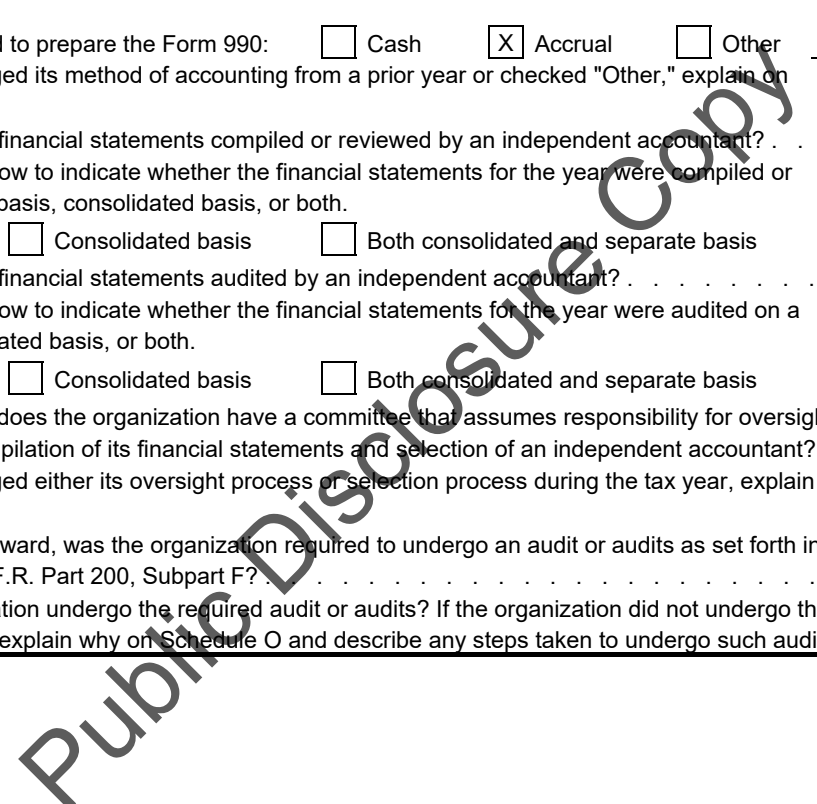 d to prepare the Form 990: Cash X Accrual Other
ged its method of accounting from a prior year or checked "Other," explain on
financial statements compiled or reviewed by an independent accountant? . .
ow to indicate whether the financial statements for the year were compiled or
basis, consolidated basis, or both.
Consolidated basis Both consolidated and separate basis
financial statements audited by an independent accountant? . . . . . . . .
ow to indicate whether the financial statements for the year were audited on a
ated basis, or both.
Consolidated basis Both consolidated and separate basis
does the organization have a committee that assumes responsibility for oversigh
pilation of its financial statements and selection of an independent accountant?
ged either its oversight process or selection process during the tax year, explain
ward, was the organization required to undergo an audit or audits as set forth in
F.R. Part 200, Subpart F? . . . . . . . . . . . . . . . . . . . . . .
ation undergo the required audit or audits? If the organization did not undergo th
explain why on Schedule O and describe any steps taken to undergo such audi
Public Disclosure Copy